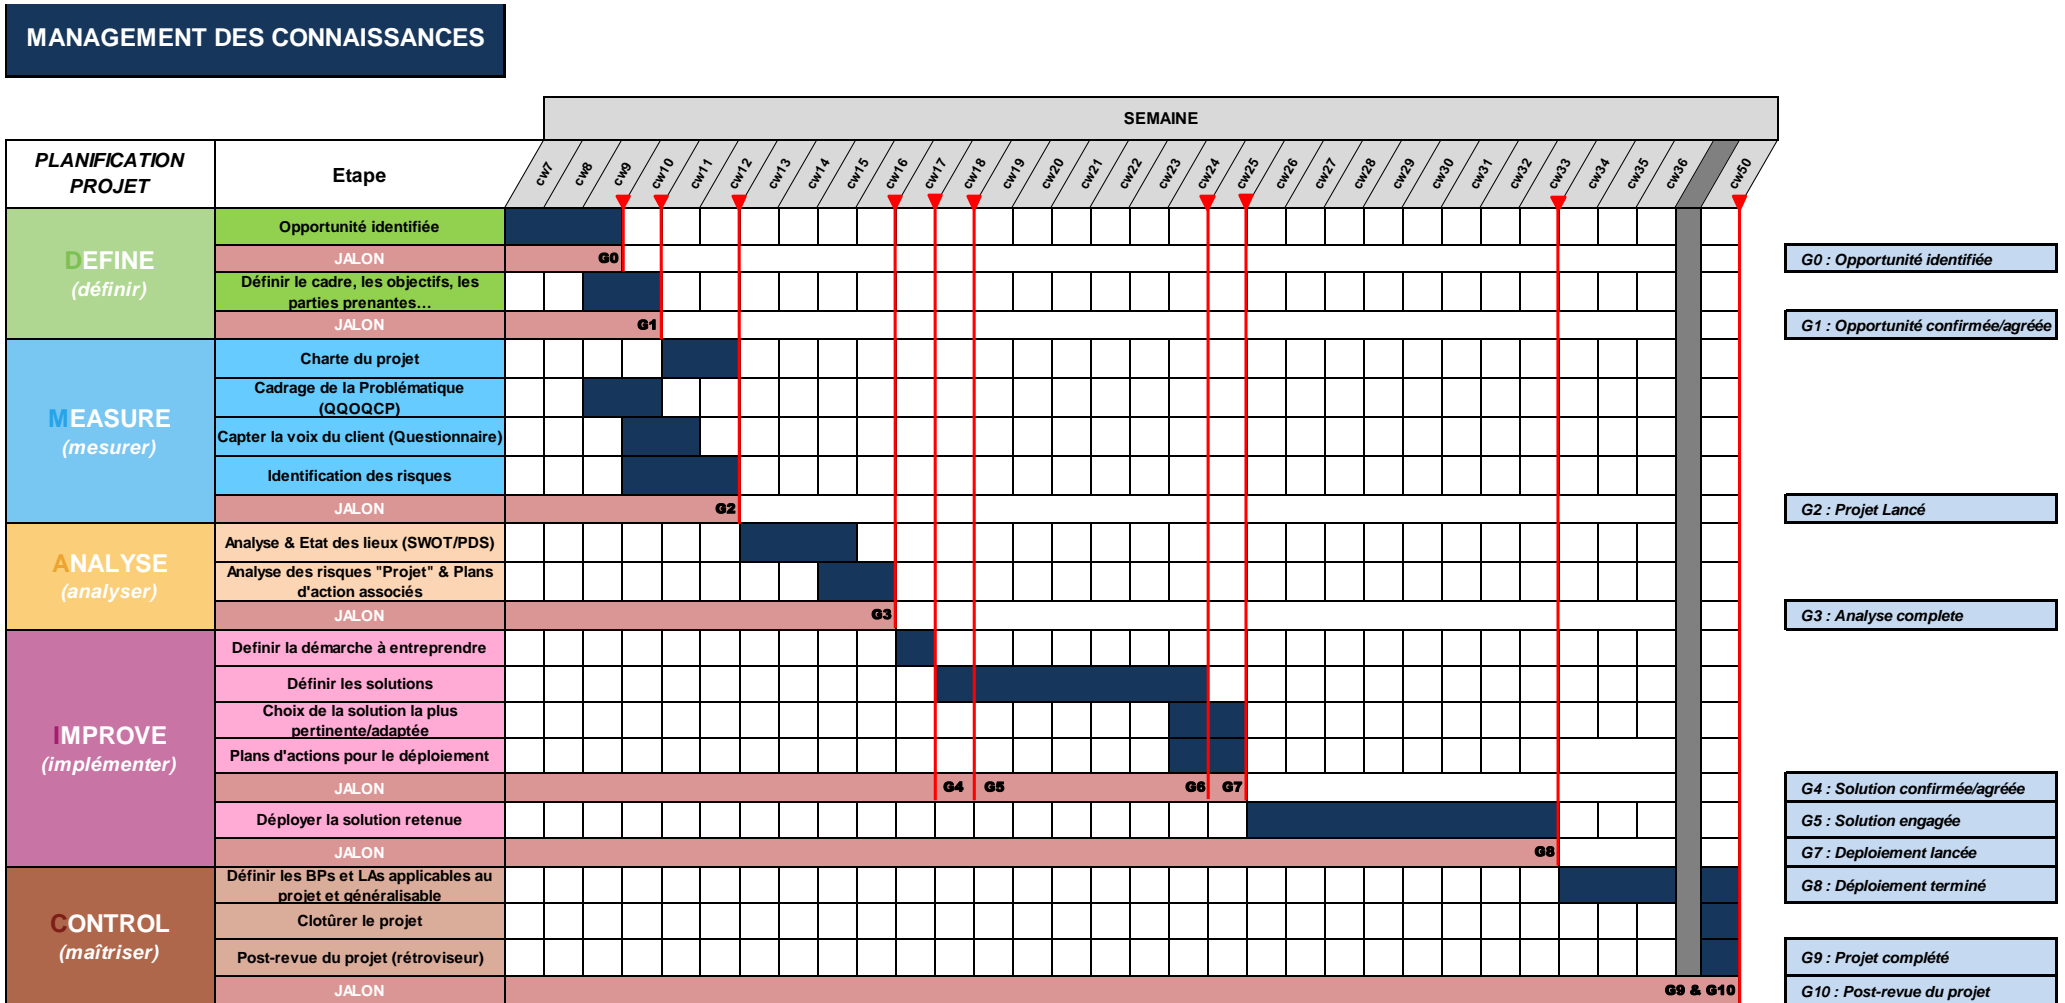 MANAGEMENT DES CONNAISSANCES
SEMAINE
PLANIFICATION
PROJET
Etape
cw7 cw8 cw9 cw10 cw11 cw12 cw13 cw14 cw15 cw16 cw17 cw18 cw19 cw20 cw21 cw22 cw23 cw24 cw25 cw26 cw27 cw28 cw29 cw30 cw31 cw32 cw33 cw34 cw35 cw36 cw50
DEFINE
(définir)
Opportunité identifiée
JALON
G0
G0 : Opportunité identifiée
Définir le cadre, les objectifs, les
parties prenantes…
JALON
G1
G1 : Opportunité confirmée/agréée
MEASURE
(mesurer)
Charte du projet
Cadrage de la Problématique
(QQOQCP)
Capter la voix du client (Questionnaire)
Identification des risques
JALON
G2
G2 : Projet Lancé
ANALYSE
(analyser)
Analyse & Etat des lieux (SWOT/PDS)
Analyse des risques "Projet" & Plans
d'action associés
JALON
G3
G3 : Analyse complete
IMPROVE
(implémenter)
Definir la démarche à entreprendre
Définir les solutions
Choix de la solution la plus
pertinente/adaptée
Plans d'actions pour le déploiement
JALON
G4 G5 G6 G7
G4 : Solution confirmée/agréée
Déployer la solution retenue
G5 : Solution engagée
JALON
G8
G7 : Deploiement lancée
CONTROL
(maîtriser)
Définir les BPs et LAs applicables au
projet et généralisable
G8 : Déploiement terminé
Clotûrer le projet
Post-revue du projet (rétroviseur)
G9 : Projet complété
JALON
G9 & G10
G10 : Post-revue du projet